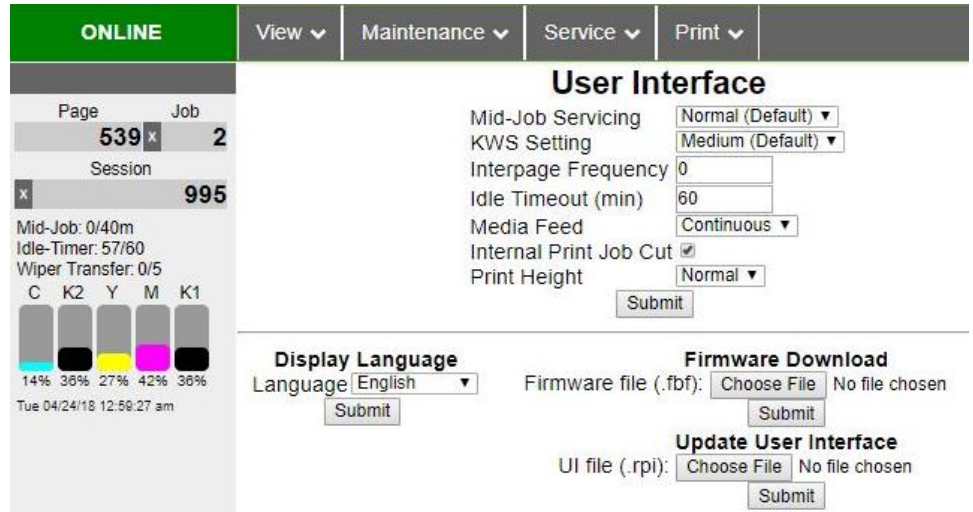 ONLINE
View Maintenance Service Print
Page Job
539 x 2
Session
x 995
Mid-Job: 0/40m
Idle-Timer: 57/60
Wiper Transfer: 0/5
C K2 Y M K1
14% 36% 27% 42% 36%
Tue 04/24/18 12:59:27 am
User Interface
Mid-Job Servicing Normal (Default)
KWS Setting Medium (Default)
Interpage Frequency 0
Idle Timeout (min) 60
Media Feed Continuous
Internal Print Job Cut
Print Height Normal
Submit
Display Language
Language English
Submit
Firmware Download
Firmware file (.fbf): Choose File No file chosen
Submit
Update User Interface
UI file (.rpi): Choose File No file chosen
Submit